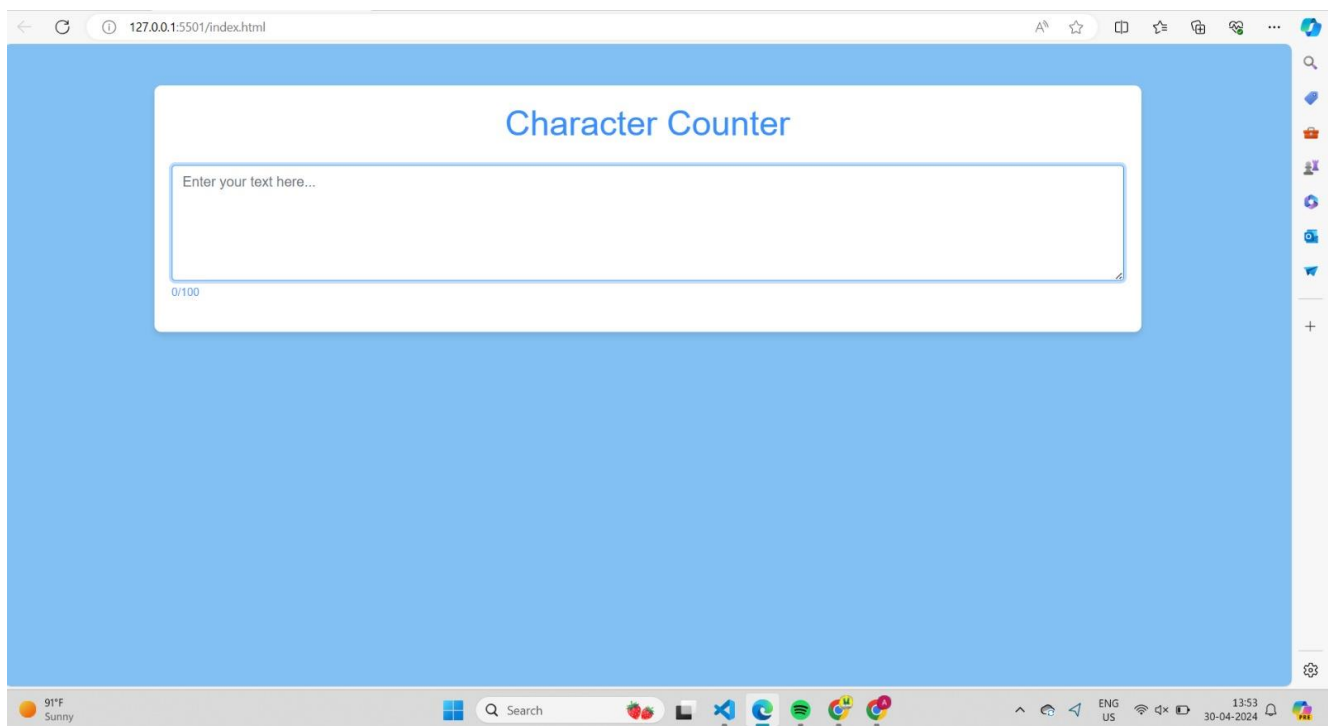 127.0.0.1:5501/index.html
Character Counter
Enter your text here...
0/100
91°F
Sunny
Search
ENG
US
13:53
30-04-2024
PRE